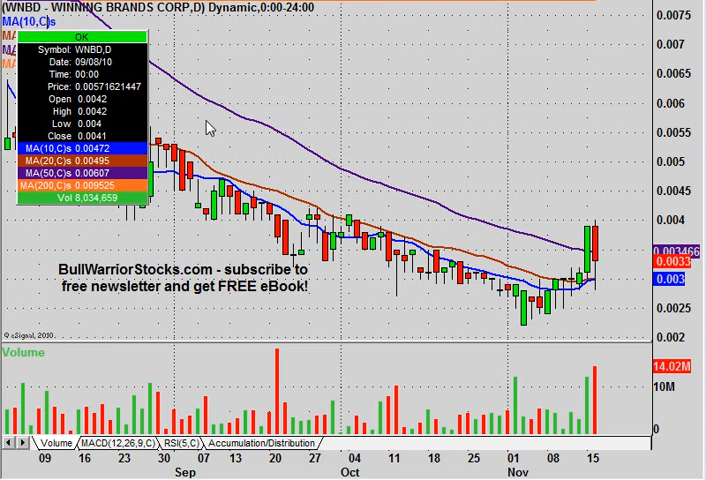 (WNBD - WINNING BRANDS CORP,D) Dynamic,0:00-24:00
MA(10,C)s
OK
Symbol: WNBD,D
Date: 09/08/10
Time: 00:00
Price: 0.00571621447
Open 0.0042
High 0.0042
Low 0.004
Close 0.0041
MA(10,C)s 0.00472
MA(20,C)s 0.00495
MA(50,C)s 0.00607
MA(200,C)s 0.009525
Vol 8,034,659
0.0075
0.007
0.0065
0.006
0.0055
0.005
0.0045
0.004
0.003466
0.0033
0.003
0.0025
0.002
BullWarriorStocks.com - subscribe to
free newsletter and get FREE eBook!
© eSignal, 2010
Volume
14.02M
10M
0
Volume MACD(12,26,9,C) RSI(5,C) Accumulation/Distribution
09 16 23 07 13 20 27 04 11 18 25 08 15
Sep Oct Nov